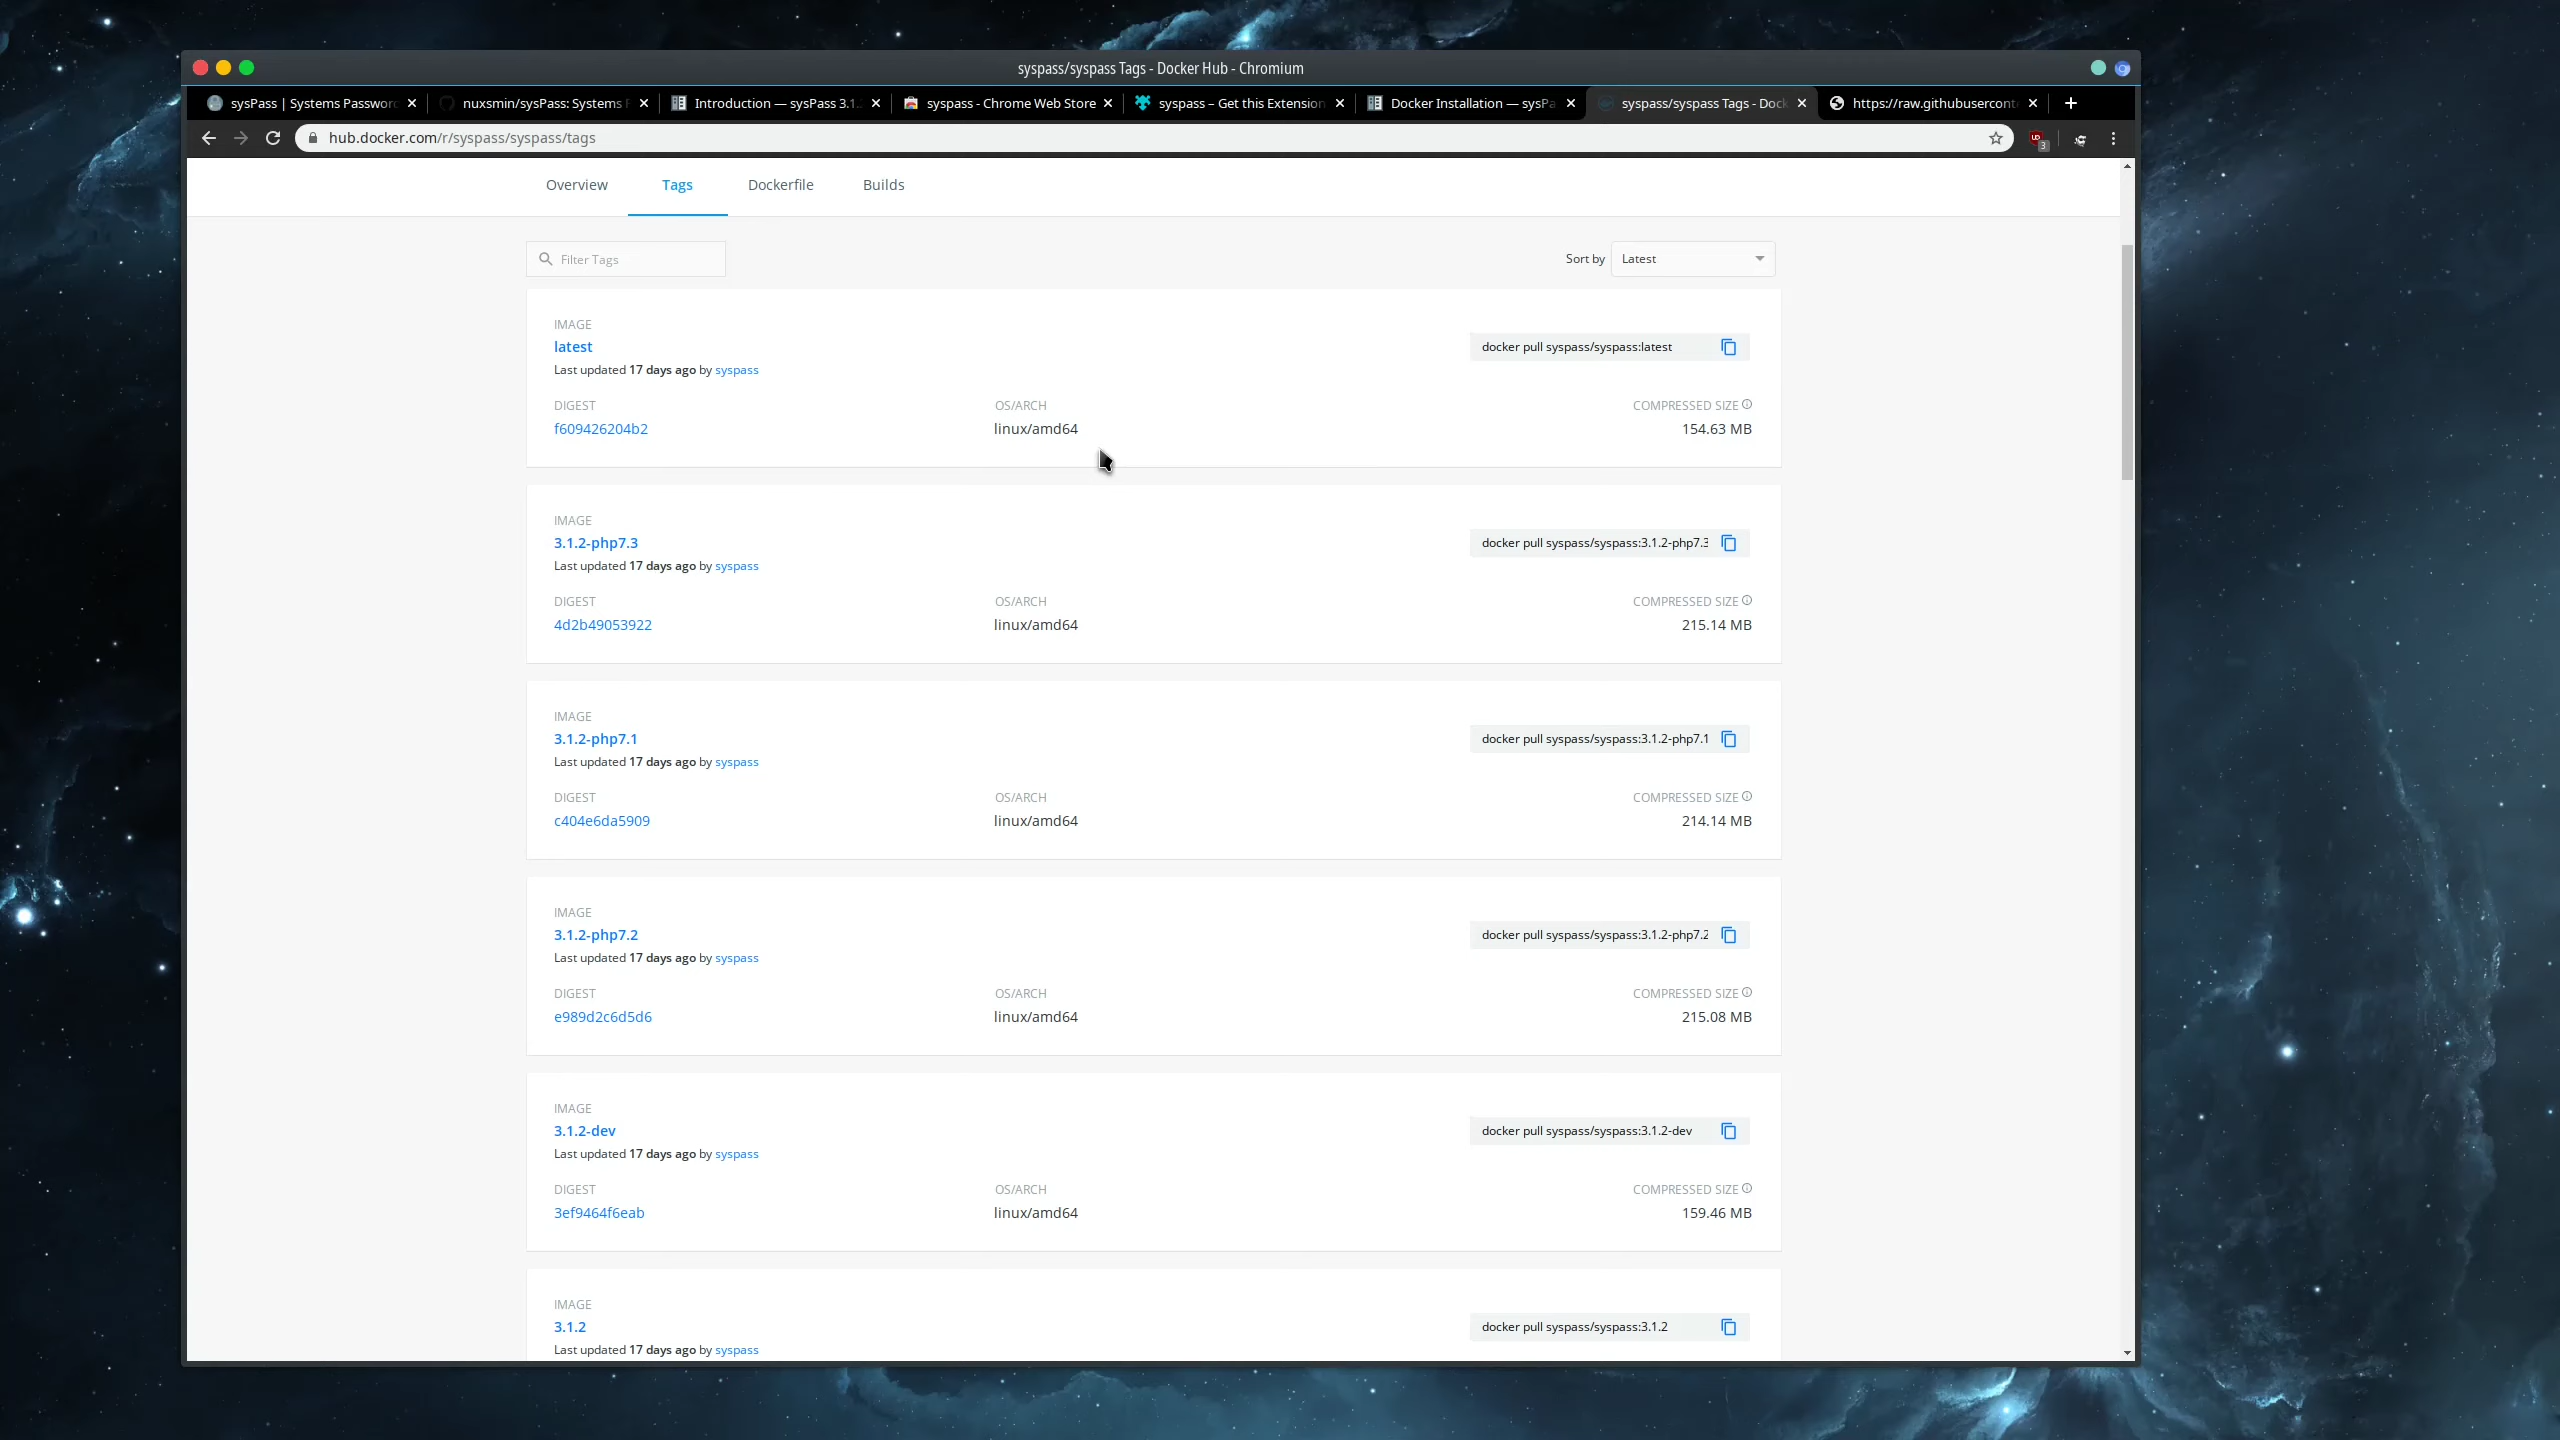 syspass/syspass Tags - Docker Hub - Chromium
sysPass | Systems Passwor
nuxsmin/sysPass: Systems
Introduction — sysPass 3.1.
syspass - Chrome Web Store
syspass – Get this Extension
Docker Installation — sysPa
syspass/syspass Tags - Dock
https://raw.githubusercont
hub.docker.com/r/syspass/syspass/tags
3
Overview
Tags
Dockerfile
Builds
Filter Tags
Sort by
Latest
IMAGE
latest
docker pull syspass/syspass:latest
Last updated 17 days ago by syspass
DIGEST
OS/ARCH
COMPRESSED SIZE
f609426204b2
linux/amd64
154.63 MB
IMAGE
3.1.2-php7.3
docker pull syspass/syspass:3.1.2-php7.3
Last updated 17 days ago by syspass
DIGEST
OS/ARCH
COMPRESSED SIZE
4d2b49053922
linux/amd64
215.14 MB
IMAGE
3.1.2-php7.1
docker pull syspass/syspass:3.1.2-php7.1
Last updated 17 days ago by syspass
DIGEST
OS/ARCH
COMPRESSED SIZE
c404e6da5909
linux/amd64
214.14 MB
IMAGE
3.1.2-php7.2
docker pull syspass/syspass:3.1.2-php7.2
Last updated 17 days ago by syspass
DIGEST
OS/ARCH
COMPRESSED SIZE
e989d2c6d5d6
linux/amd64
215.08 MB
IMAGE
3.1.2-dev
docker pull syspass/syspass:3.1.2-dev
Last updated 17 days ago by syspass
DIGEST
OS/ARCH
COMPRESSED SIZE
3ef9464f6eab
linux/amd64
159.46 MB
IMAGE
3.1.2
docker pull syspass/syspass:3.1.2
Last updated 17 days ago by syspass